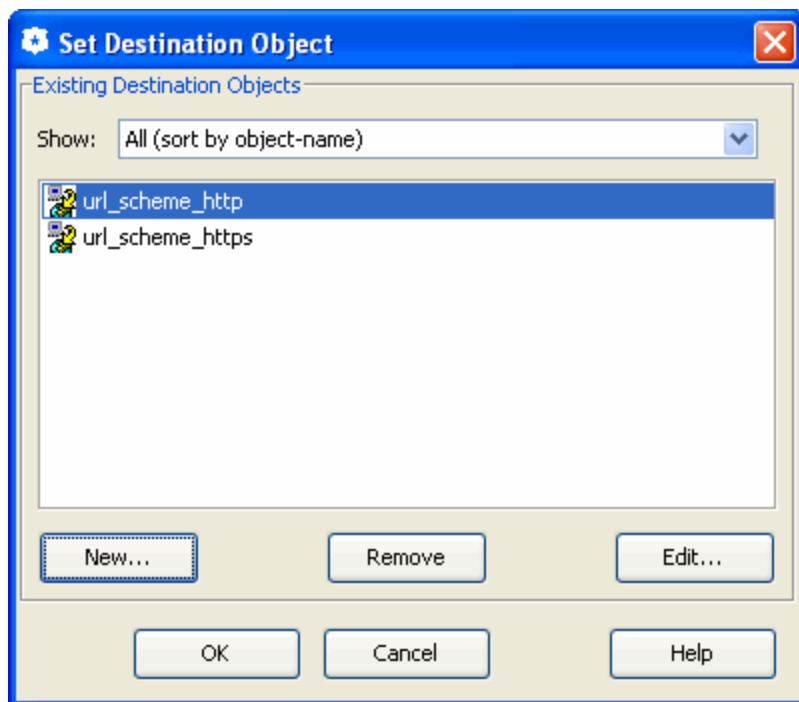 Set Destination Object
Existing Destination Objects
Show: All (sort by object-name)
url_scheme_http
url_scheme_https
New... Remove Edit...
OK Cancel Help